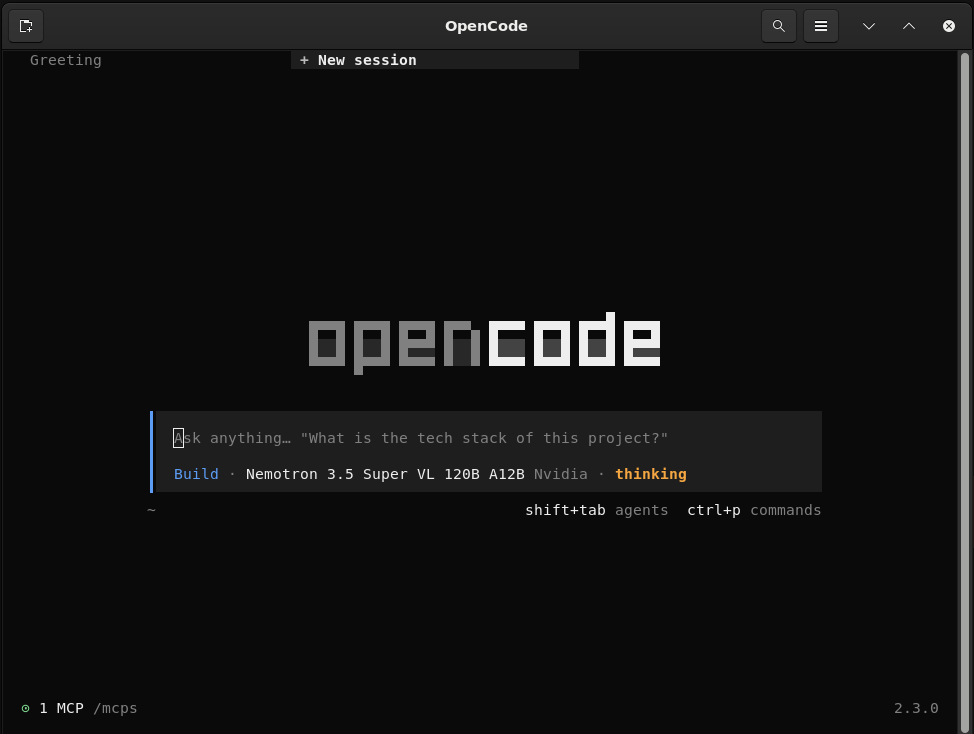 OpenCode
Greeting
+ New session
opencode
Ask anything… "What is the tech stack of this project?"
Build · Nemotron 3.5 Super VL 120B A12B Nvidia · thinking
~ shift+tab agents ctrl+p commands
⊙ 1 MCP /mcps 2.3.0